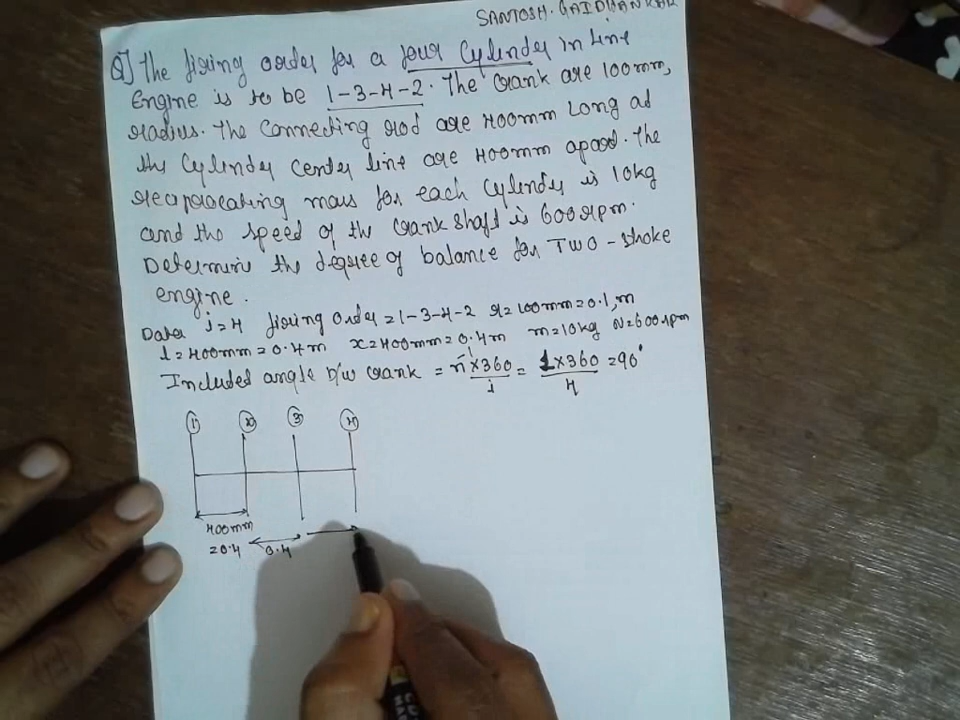 SANTOSH. GAIDHANKAR
Q] The firing order for a four Cylinder in line
Engine is to be 1-3-4-2. The Crank are 100mm,
radius. The Connecting rod are 400mm Long ad
the Cylinder center line are 400mm apart. The
reaprocating mass for each Cylinder is 10kg
and the speed of the Crank shaft is 600rpm.
Determine the degree of balance for TWO-stroke
engine.
Data i=4 firing Order=1-3-4-2 r=100mm=0.1,m
l=400mm=0.4m x=400mm=0.4m m=10kg N=600rpm
Included angle b/w crank = n'×360/i = 1×360/4 =90°
1 2 3 4
400mm
=0.4 0.4